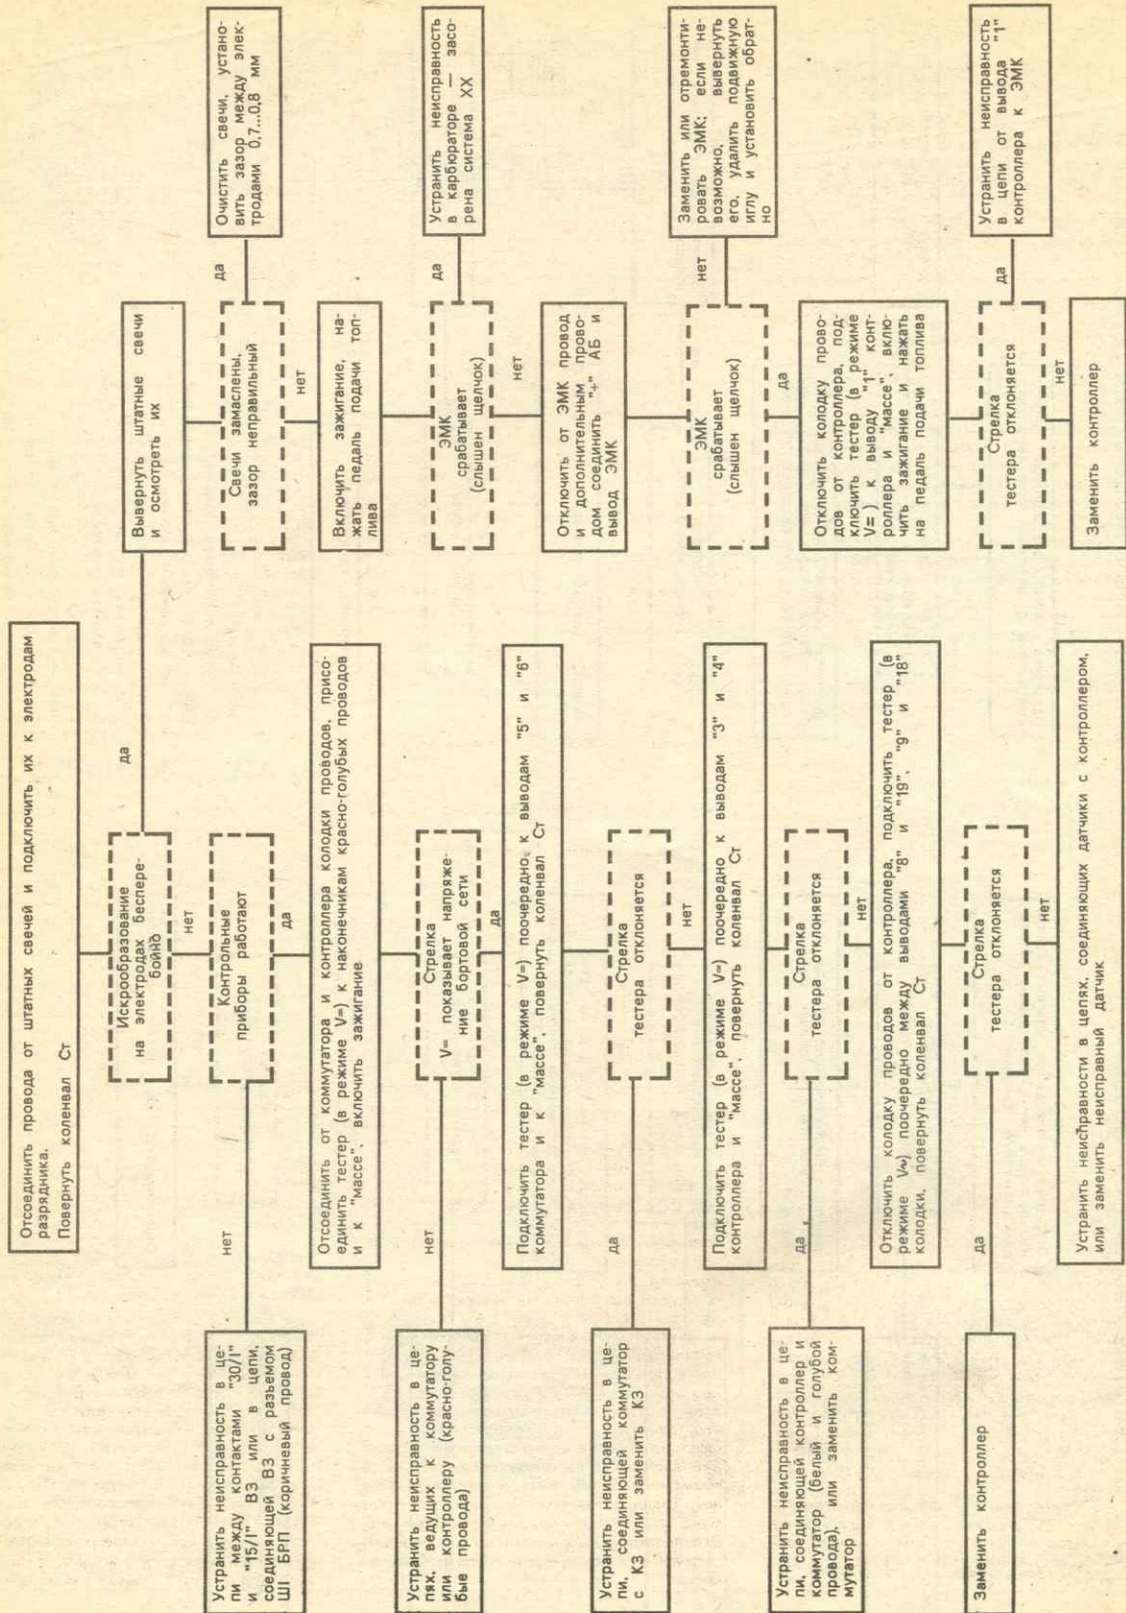 Отсоединить провода от штатных свечей и подключить их к электродам
разрядника.
Повернуть коленвал Ст
Искрообразование
на электродах беспере-
бойно
да
нет
Вывернуть штатные свечи
и осмотреть их
Свечи замаслены,
зазор неправильный
да
нет
Очистить свечи, устано-
вить зазор между элек-
тродами 0,7...0,8 мм
Включить зажигание, на-
жать педаль подачи топ-
лива
ЭМК
срабатывает
(слышен щелчок)
да
нет
Устранить неисправность
в карбюраторе — засо-
рена система ХХ
Отключить от ЭМК провод
и дополнительным прово-
дом соединить "+" АБ и
вывод ЭМК
ЭМК
срабатывает
(слышен щелчок)
нет
да
Заменить или отремонти-
ровать ЭМК; если не-
возможно, вывернуть
его, удалить подвижную
иглу и установить обрат-
но
Отключить колодку прово-
дов от контроллера, под-
ключить тестер (в режиме
V=) к выводу "1" конт-
роллера и "массе", вклю-
чить зажигание и нажать
на педаль подачи топлива
Стрелка
тестера отклоняется
да
нет
Устранить неисправность
в цепи от вывода "1"
контроллера к ЭМК
Заменить контроллер
Контрольные
приборы работают
нет
да
Устранить неисправность в це-
пи между контактами "30/I"
и "15/I" ВЗ или в цепи,
соединяющей ВЗ с разъемом
Ш1 БРП (коричневый провод)
Отсоединить от коммутатора и контроллера колодки проводов, присо-
единить тестер (в режиме V=) к наконечникам красно-голубых проводов
и к "массе", включить зажигание
Стрелка
V= показывает напряже-
ние бортовой сети
нет
да
Устранить неисправность в це-
пях, ведущих к коммутатору
или контроллеру (красно-голу-
бые провода)
Подключить тестер (в режиме V=) поочередно к выводам "5" и "6"
коммутатора и к "массе", повернуть коленвал Ст
Стрелка
тестера отклоняется
да
нет
Устранить неисправность в це-
пи, соединяющей коммутатор
с КЗ или заменить КЗ
Подключить тестер (в режиме V=) поочередно к выводам "3" и "4"
контроллера и "массе", повернуть коленвал Ст
Стрелка
тестера отклоняется
да
нет
Устранить неисправность в це-
пи, соединяющей контроллер и
коммутатор (белый и голубой
провода), или заменить ком-
мутатор
Отключить колодку проводов от контроллера, подключить тестер (в
режиме V~) поочередно между выводами "8" и "19", "9" и "18"
колодки, повернуть коленвал Ст
Стрелка
тестера отклоняется
да
нет
Заменить контроллер
Устранить неисправности в цепях, соединяющих датчики с контроллером,
или заменить неисправный датчик